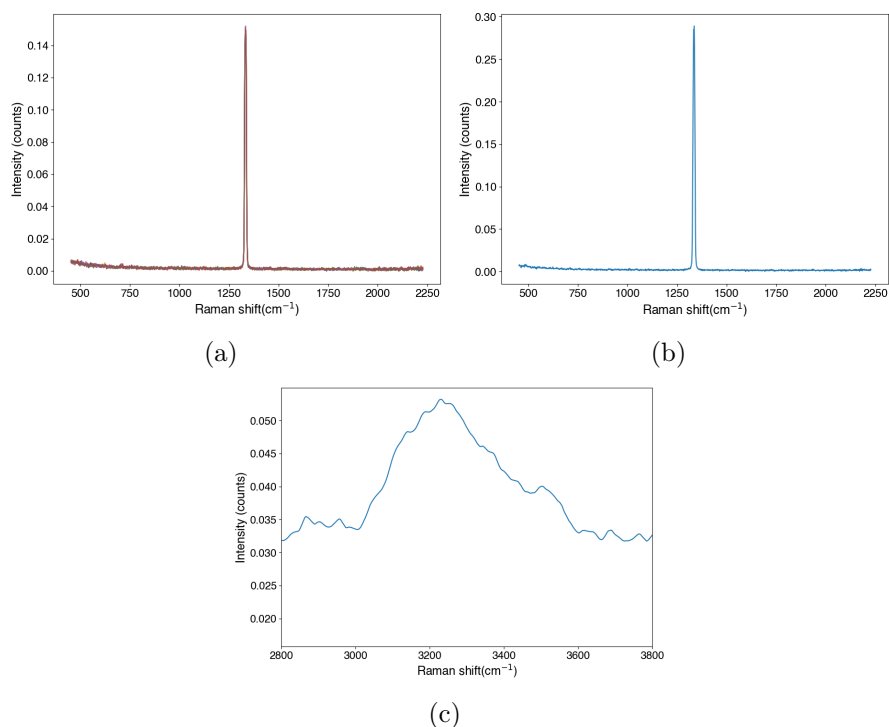 0.14
0.12
0.10
0.08
0.06
0.04
0.02
0.00
Intensity (counts)
500 750 1000 1250 1500 1750 2000 2250
Raman shift(cm⁻¹)
(a)
0.30
0.25
0.20
0.15
0.10
0.05
0.00
Intensity (counts)
500 750 1000 1250 1500 1750 2000 2250
Raman shift(cm⁻¹)
(b)
0.050
0.045
0.040
0.035
0.030
0.025
0.020
Intensity (counts)
2800 3000 3200 3400 3600 3800
Raman shift(cm⁻¹)
(c)